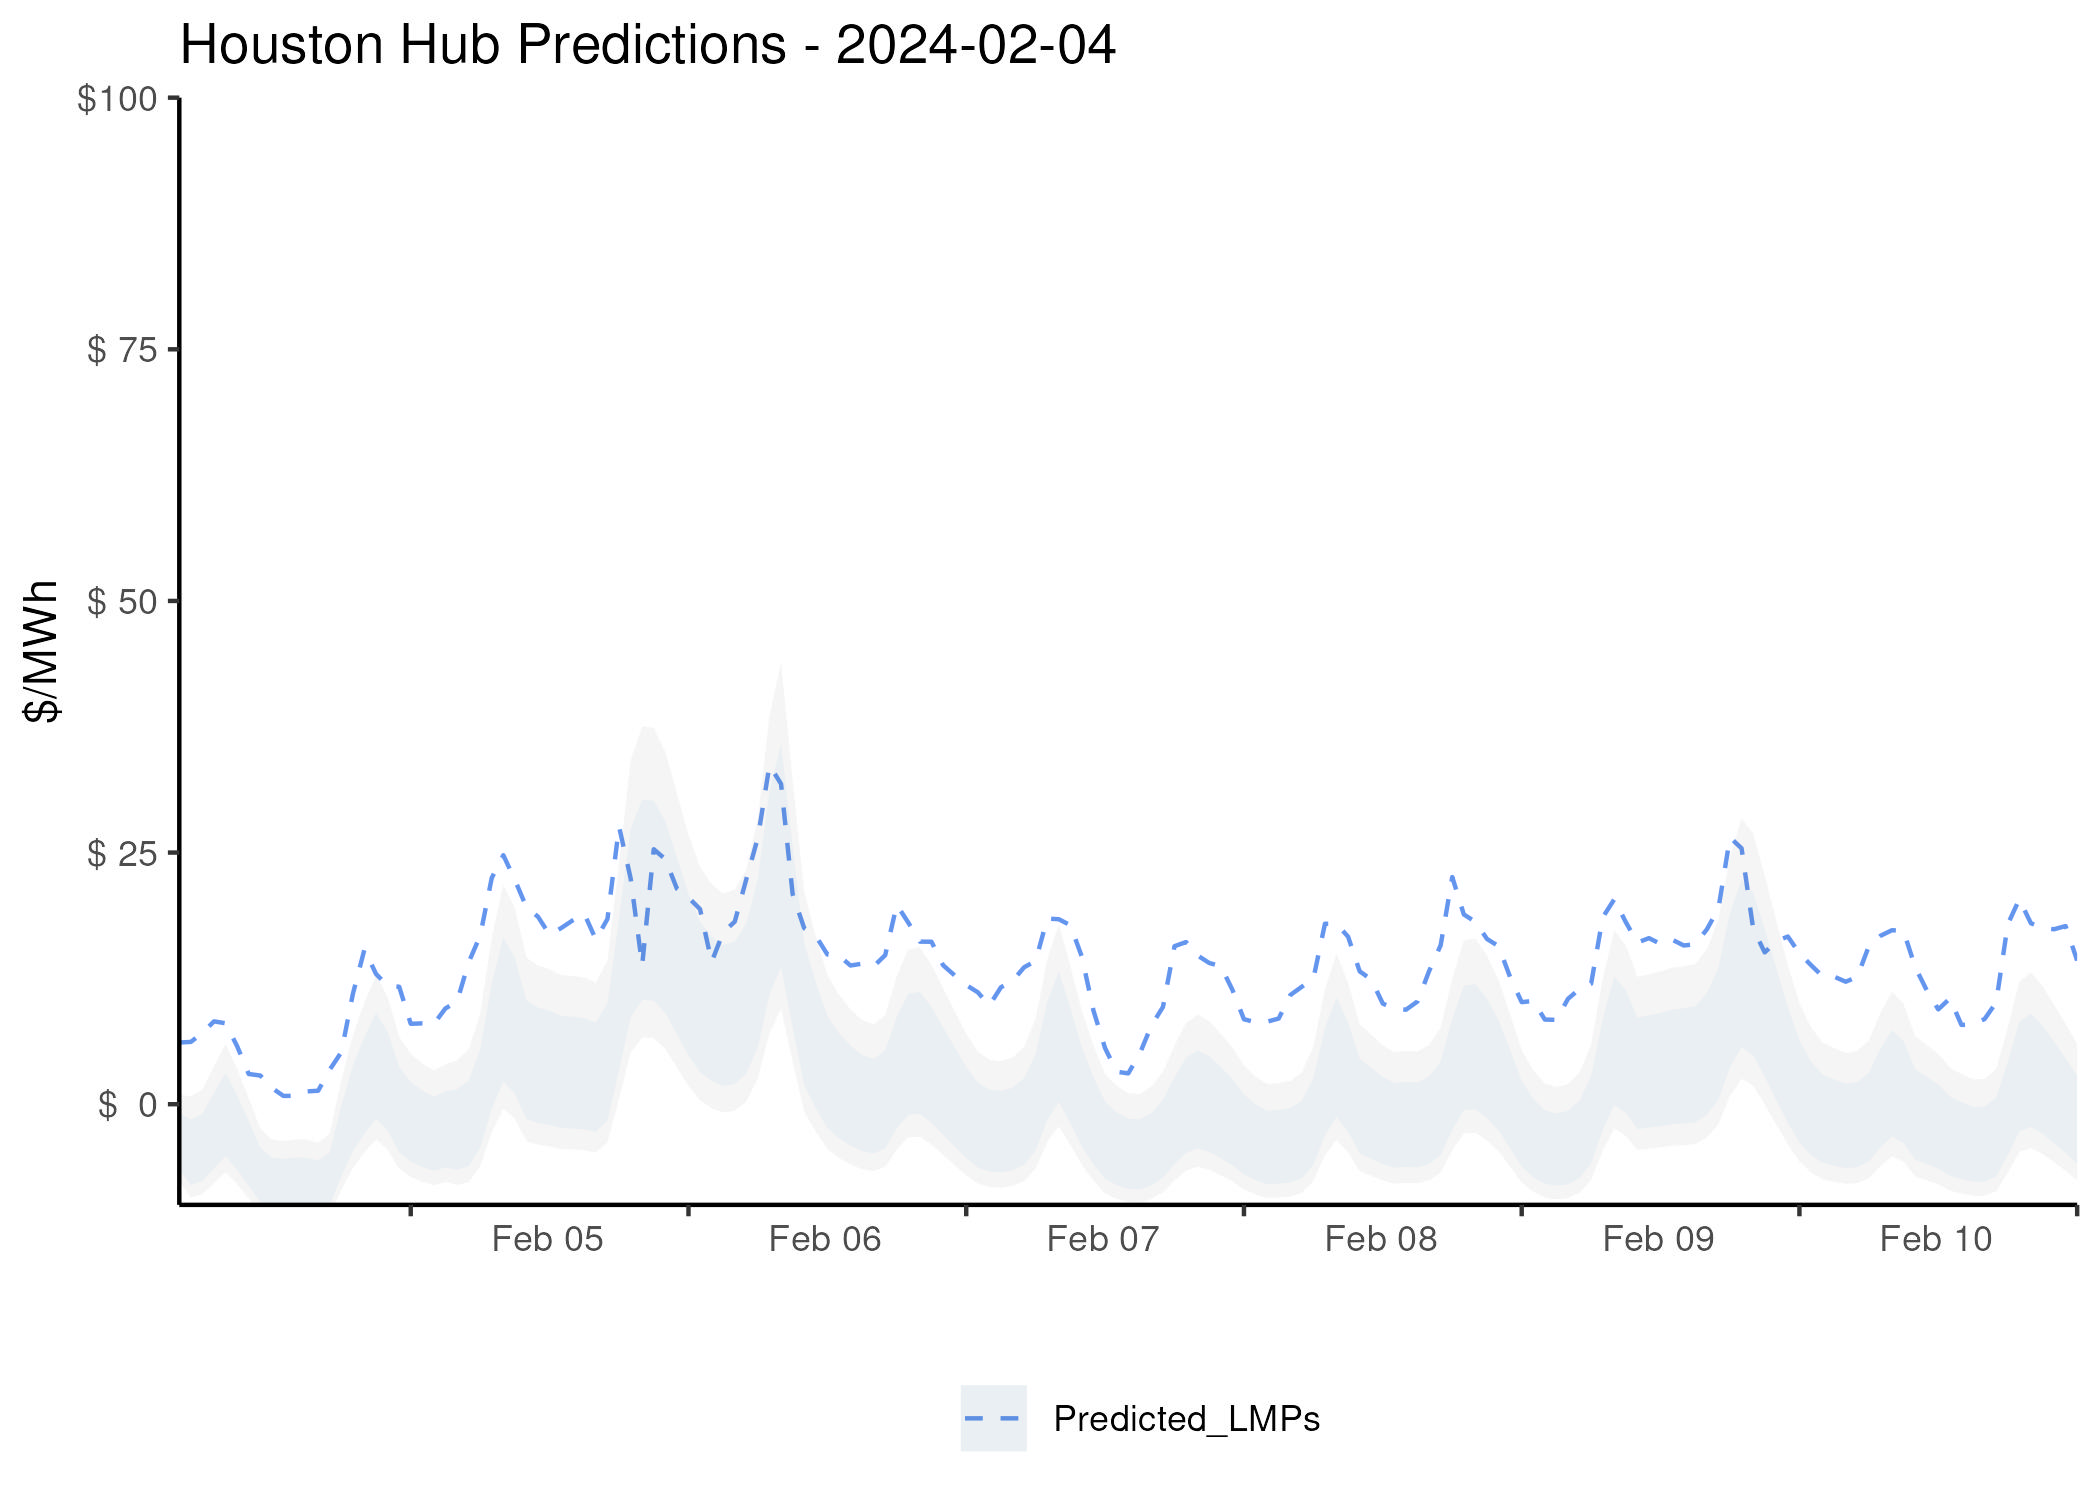 Houston Hub Predictions - 2024-02-04
$100
$ 75
$ 50
$ 25
$ 0
$/MWh
Feb 05 Feb 06 Feb 07 Feb 08 Feb 09 Feb 10
Predicted_LMPs